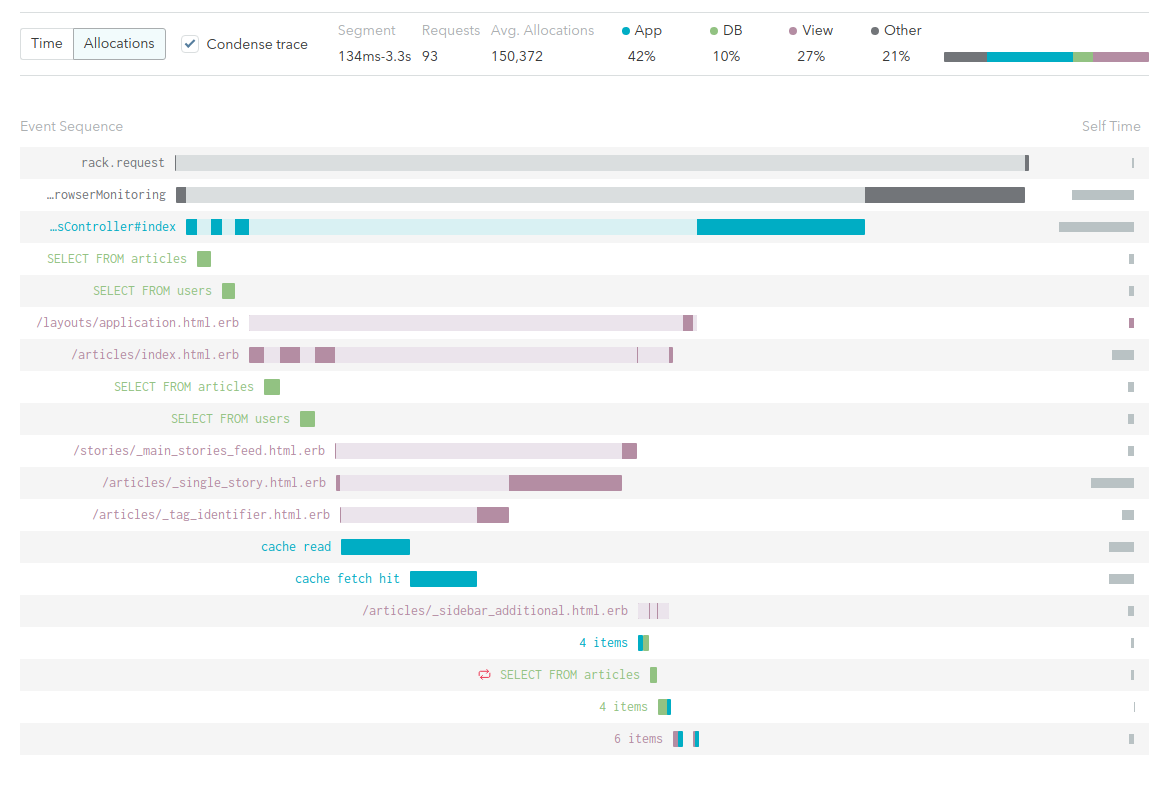 Time Allocations Condense trace
Segment Requests Avg. Allocations App DB View Other
134ms-3.3s 93 150,372 42% 10% 27% 21%
Event Sequence Self Time
rack.request
…rowserMonitoring
…sController#index
SELECT FROM articles
SELECT FROM users
/layouts/application.html.erb
/articles/index.html.erb
SELECT FROM articles
SELECT FROM users
/stories/_main_stories_feed.html.erb
/articles/_single_story.html.erb
/articles/_tag_identifier.html.erb
cache read
cache fetch hit
/articles/_sidebar_additional.html.erb
4 items
SELECT FROM articles
4 items
6 items